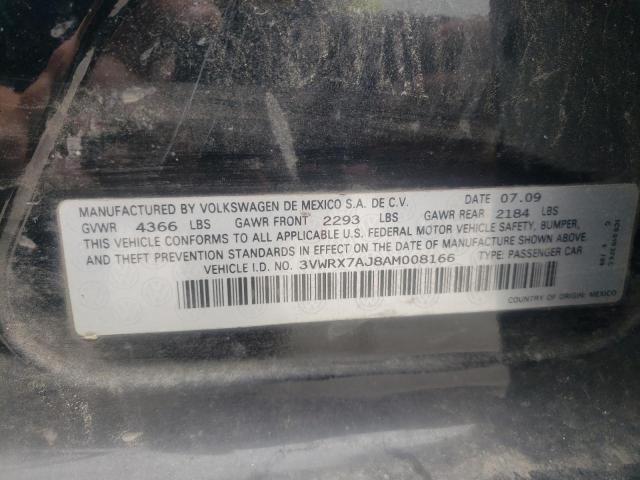 MANUFACTURED BY VOLKSWAGEN DE MEXICO S.A. DE C.V. DATE 07.09
GVWR 4366 LBS GAWR FRONT 2293 LBS GAWR REAR 2184 LBS
THIS VEHICLE CONFORMS TO ALL APPLICABLE U.S. FEDERAL MOTOR VEHICLE SAFETY, BUMPER,
AND THEFT PREVENTION STANDARDS IN EFFECT ON THE DATE OF MANUFACTURE SHOWN ABOVE.
VEHICLE I.D. NO. 3VWRX7AJ8AM008166 TYPE: PASSENGER CAR
COUNTRY OF ORIGIN: MEXICO